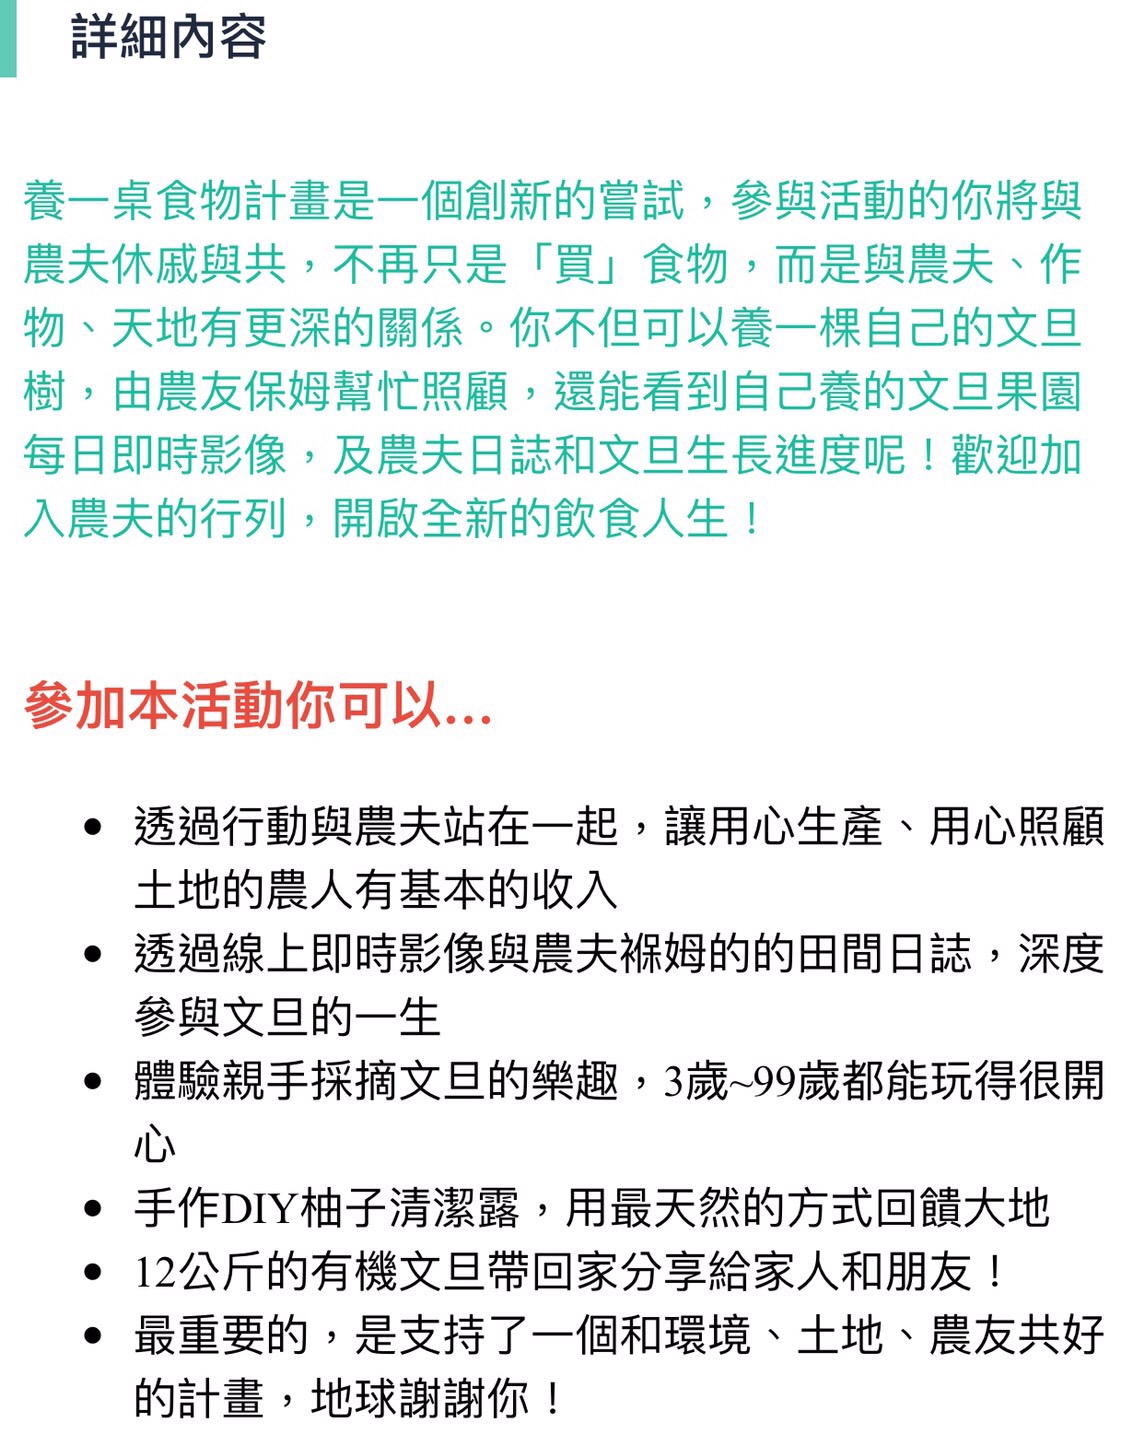 詳細內容
養一桌食物計畫是一個創新的嘗試，參與活動的你將與
農夫休戚與共，不再只是「買」食物，而是與農夫、作
物、天地有更深的關係。你不但可以養一棵自己的文旦
樹，由農友保姆幫忙照顧，還能看到自己養的文旦果園
每日即時影像，及農夫日誌和文旦生長進度呢！歡迎加
入農夫的行列，開啟全新的飲食人生！
參加本活動你可以...
• 透過行動與農夫站在一起，讓用心生產、用心照顧
土地的農人有基本的收入
• 透過線上即時影像與農夫褓姆的的田間日誌，深度
參與文旦的一生
• 體驗親手採摘文旦的樂趣，3歲~99歲都能玩得很開
心
• 手作DIY柚子清潔露，用最天然的方式回饋大地
• 12公斤的有機文旦帶回家分享給家人和朋友！
• 最重要的，是支持了一個和環境、土地、農友共好
的計畫，地球謝謝你！